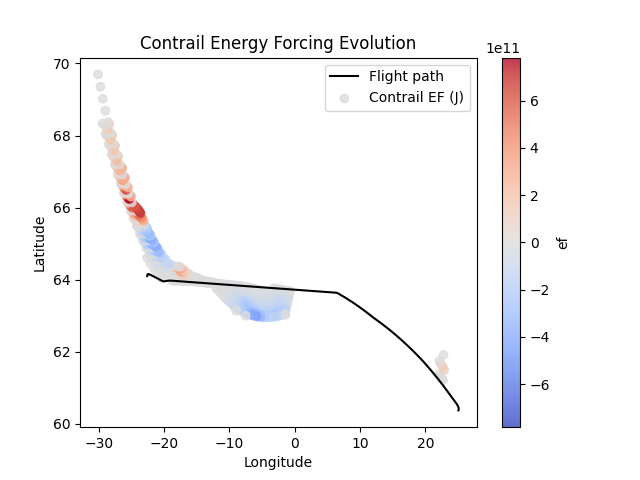 Contrail Energy Forcing Evolution
1e11
Flight path
Contrail EF (J)
70
68
66
64
62
60
Latitude
−30
−20
−10
0
10
20
Longitude
6
4
2
0
−2
−4
−6
ef